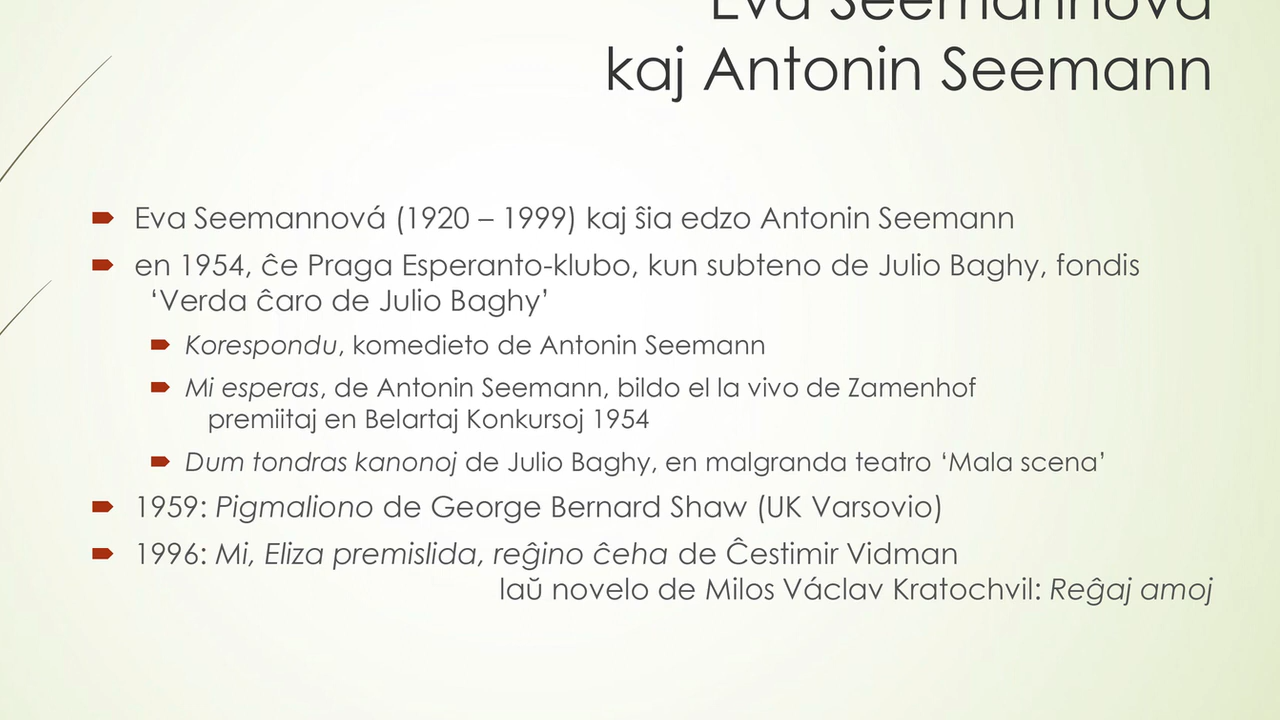 Eva Seemannová
kaj Antonin Seemann
Eva Seemannová (1920 – 1999) kaj ŝia edzo Antonin Seemann
en 1954, ĉe Praga Esperanto-klubo, kun subteno de Julio Baghy, fondis
‘Verda ĉaro de Julio Baghy’
Korespondu, komedieto de Antonin Seemann
Mi esperas, de Antonin Seemann, bildo el la vivo de Zamenhof
premiitaj en Belartaj Konkursoj 1954
Dum tondras kanonoj de Julio Baghy, en malgranda teatro ‘Mala scena’
1959: Pigmaliono de George Bernard Shaw (UK Varsovio)
1996: Mi, Eliza premislida, reĝino ĉeha de Ĉestimir Vidman
laŭ novelo de Milos Václav Kratochvil: Reĝaj amoj